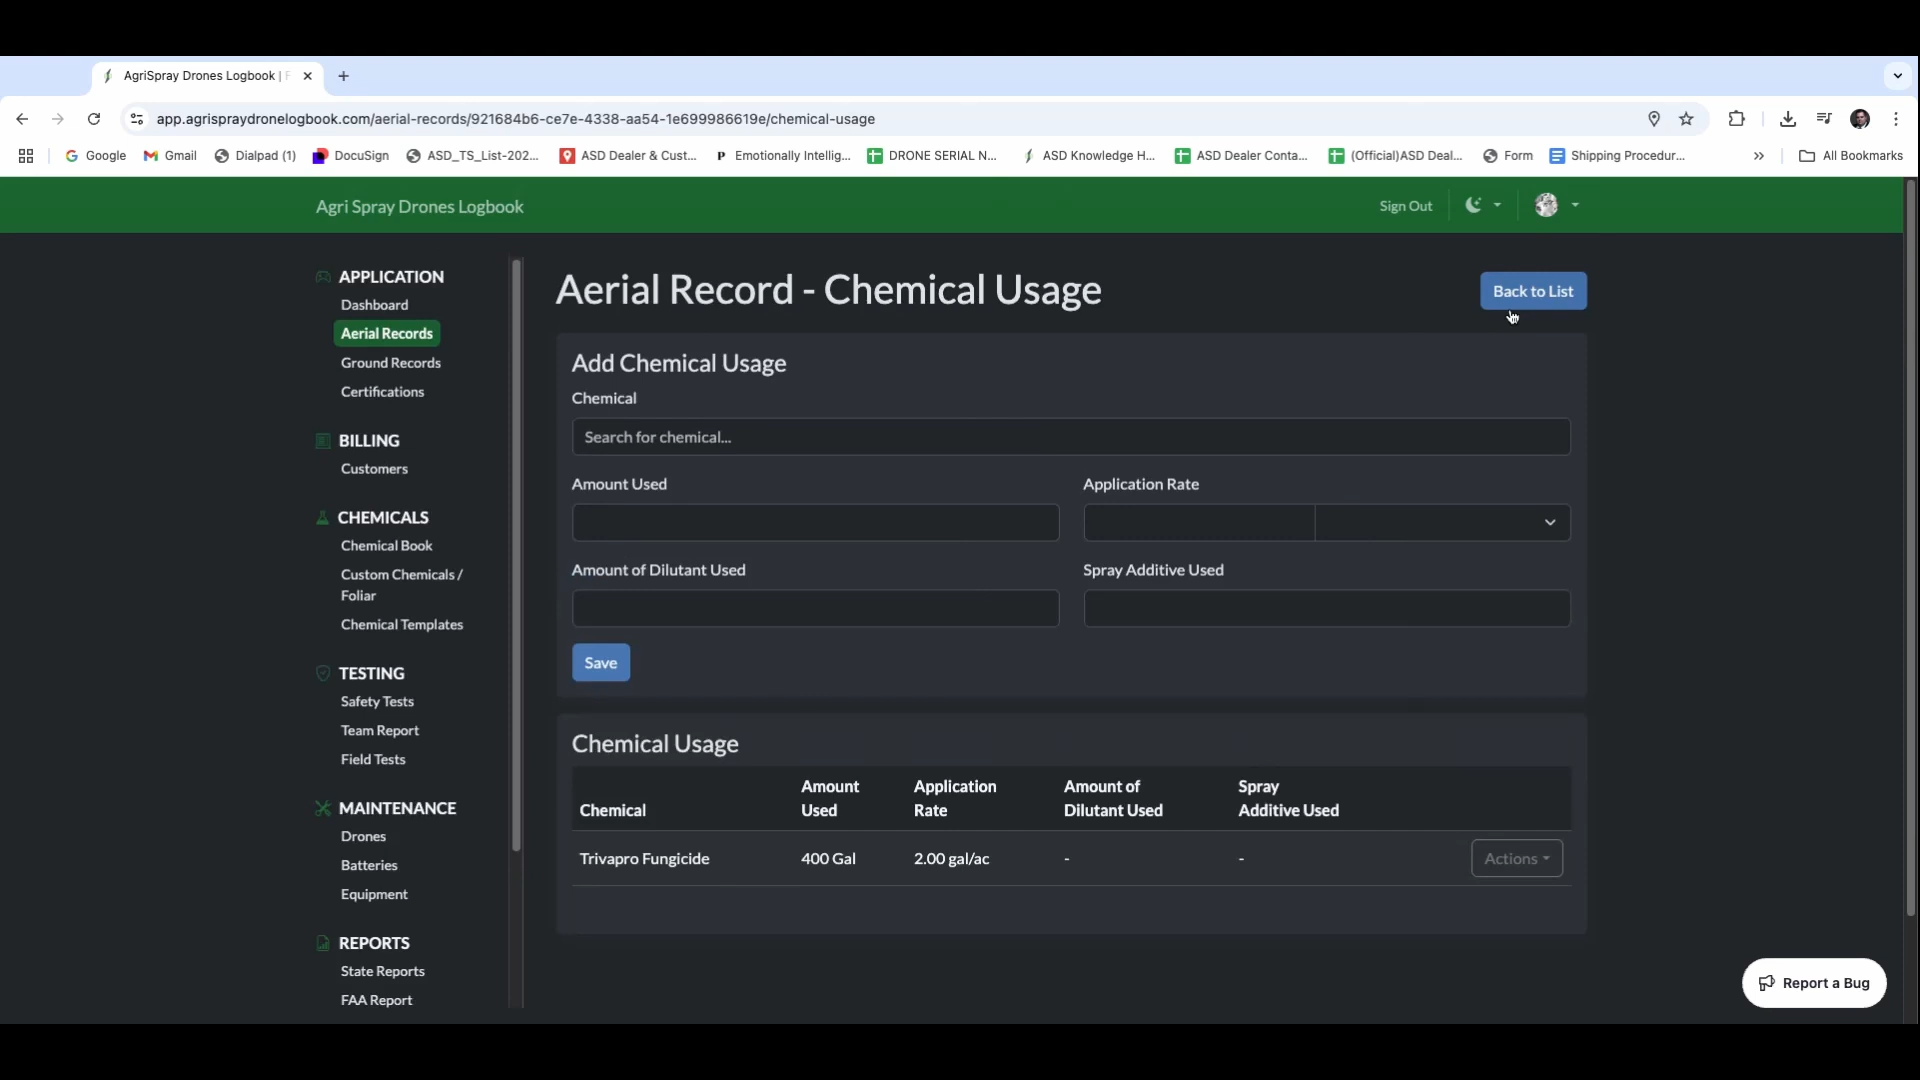 AgriSpray Drones Logbook | F
app.agrispraydronelogbook.com/aerial-records/921684b6-ce7e-4338-aa54-1e699986619e/chemical-usage
Google
Gmail
Dialpad (1)
DocuSign
ASD_TS_List-202...
ASD Dealer & Cust...
Emotionally Intellig...
DRONE SERIAL N...
ASD Knowledge H...
ASD Dealer Conta...
(Official)ASD Deal...
Form
Shipping Procedur...
All Bookmarks
Agri Spray Drones Logbook
Sign Out
APPLICATION
Dashboard
Aerial Records
Ground Records
Certifications
BILLING
Customers
CHEMICALS
Chemical Book
Custom Chemicals /
Foliar
Chemical Templates
TESTING
Safety Tests
Team Report
Field Tests
MAINTENANCE
Drones
Batteries
Equipment
REPORTS
State Reports
FAA Report
Aerial Record - Chemical Usage
Back to List
Add Chemical Usage
Chemical
Search for chemical...
Amount Used
Application Rate
Amount of Dilutant Used
Spray Additive Used
Save
Chemical Usage
Chemical
Amount
Used
Application
Rate
Amount of
Dilutant Used
Spray
Additive Used
Trivapro Fungicide
400 Gal
2.00 gal/ac
-
-
Actions
Report a Bug